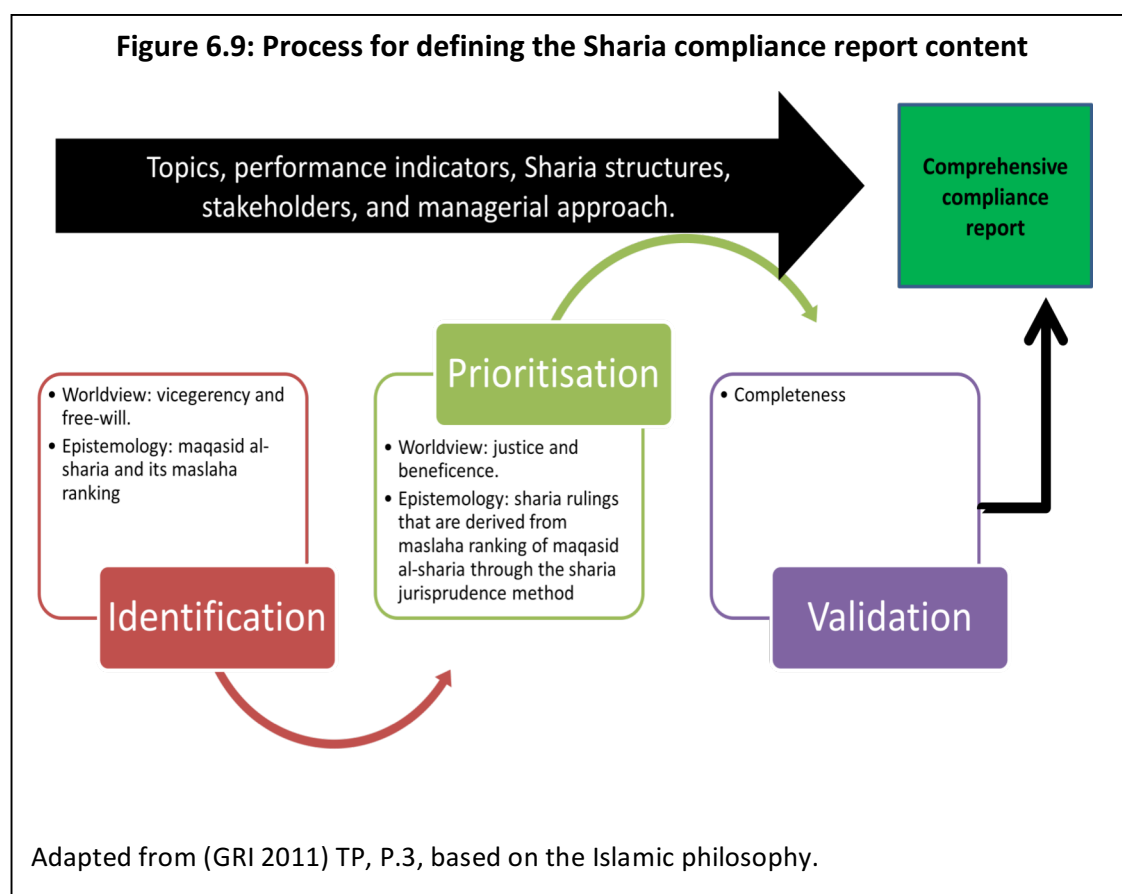 Figure 6.9: Process for defining the Sharia compliance report content
Topics, performance indicators, Sharia structures,
stakeholders, and managerial approach.
Comprehensive
compliance
report
• Worldview: vicegerency and
free-will.
• Epistemology: maqasid al-
sharia and its maslaha
ranking
Identification
Prioritisation
• Worldview: justice and
beneficence.
• Epistemology: sharia rulings
that are derived from
maslaha ranking of maqasid
al-sharia through the sharia
jurisprudence method
• Completeness
Validation
Adapted from (GRI 2011) TP, P.3, based on the Islamic philosophy.